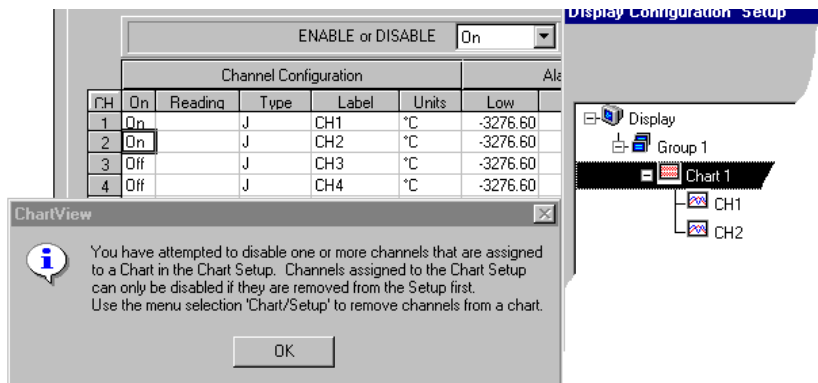 Display Configuration Setup
ENABLE or DISABLE On
Channel Configuration
CH On Reading Type Label Units Low
1 On J CH1 °C -3276.60
2 On J CH2 °C -3276.60
3 Off J CH3 °C -3276.60
4 Off J CH4 °C -3276.60
Display
Group 1
Chart 1
CH1
CH2
ChartView
You have attempted to disable one or more channels that are assigned
to a Chart in the Chart Setup. Channels assigned to the Chart Setup
can only be disabled if they are removed from the Setup first.
Use the menu selection 'Chart/Setup' to remove channels from a chart.
OK